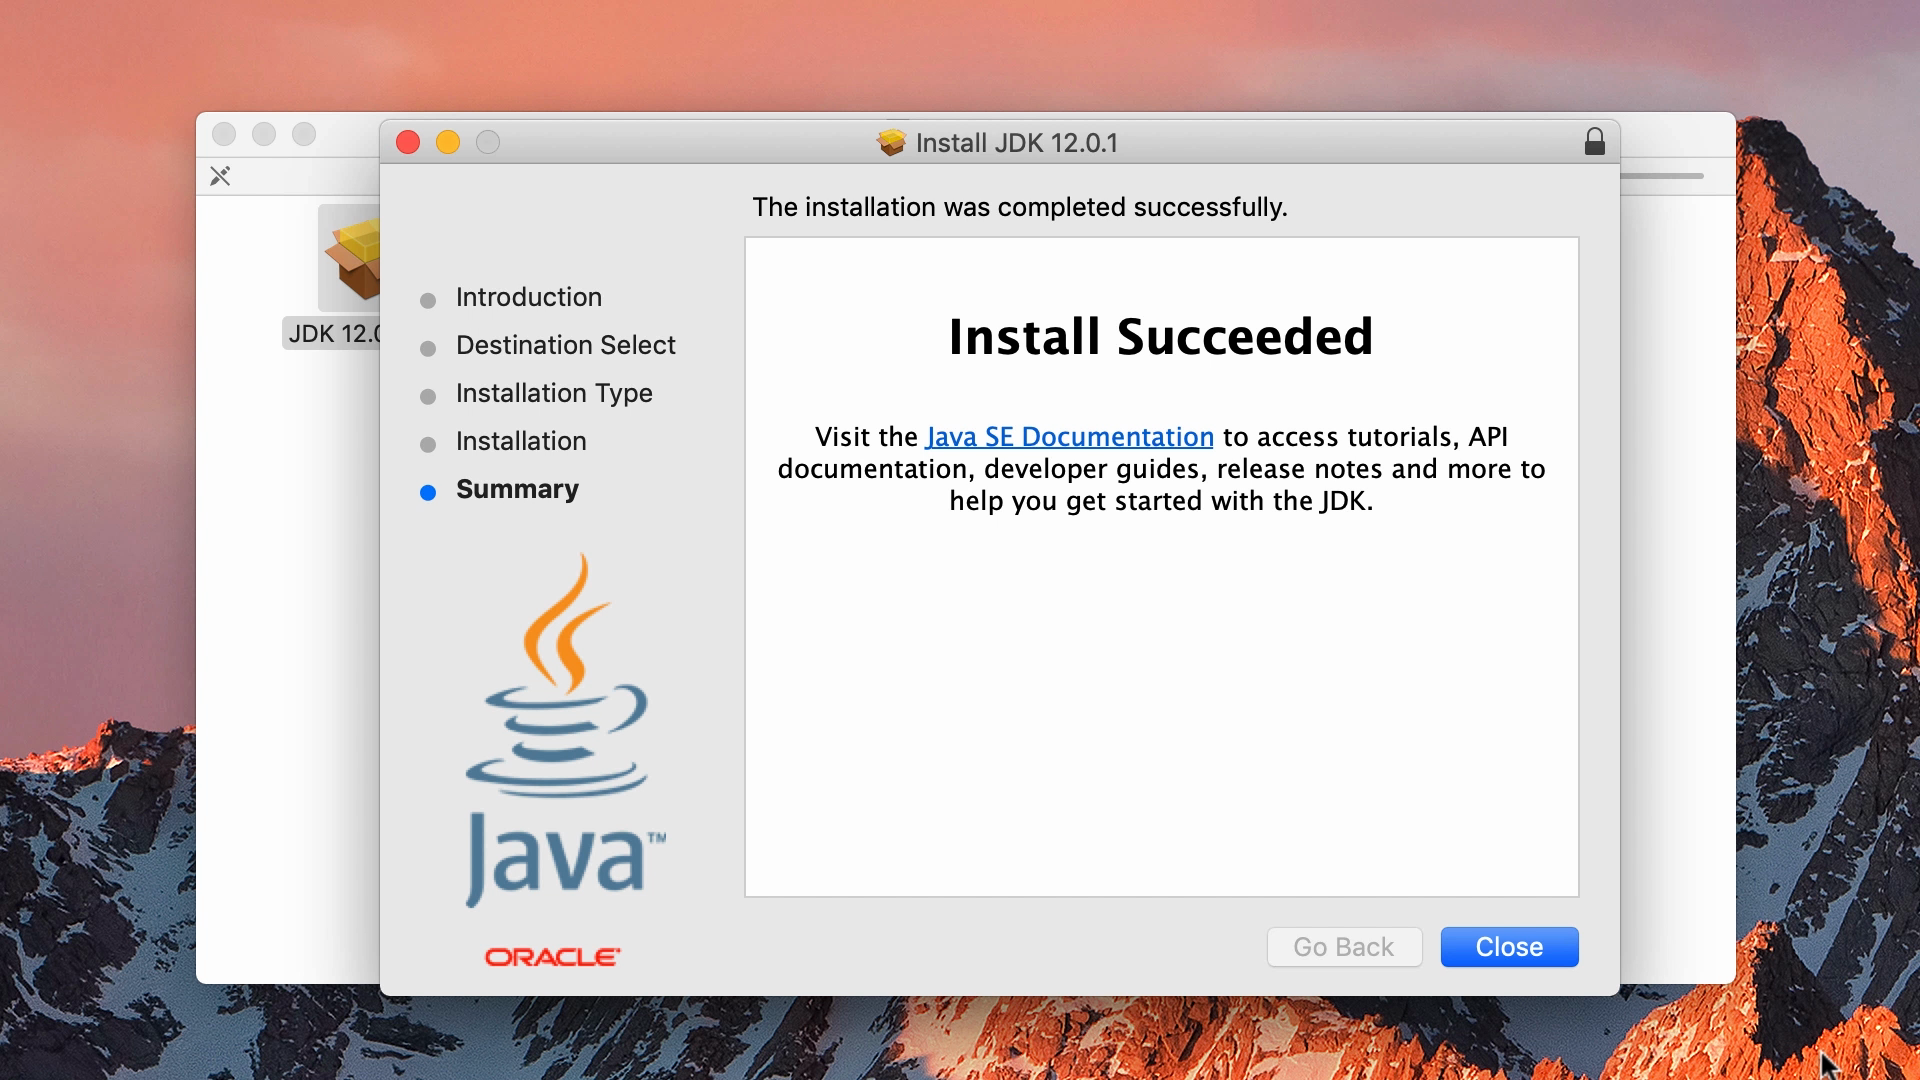 Install JDK 12.0.1
The installation was completed successfully.
JDK 12.0
Introduction
Destination Select
Installation Type
Installation
Summary
Install Succeeded
Visit the Java SE Documentation to access tutorials, API
documentation, developer guides, release notes and more to
help you get started with the JDK.
Java™
ORACLE®
Go Back
Close